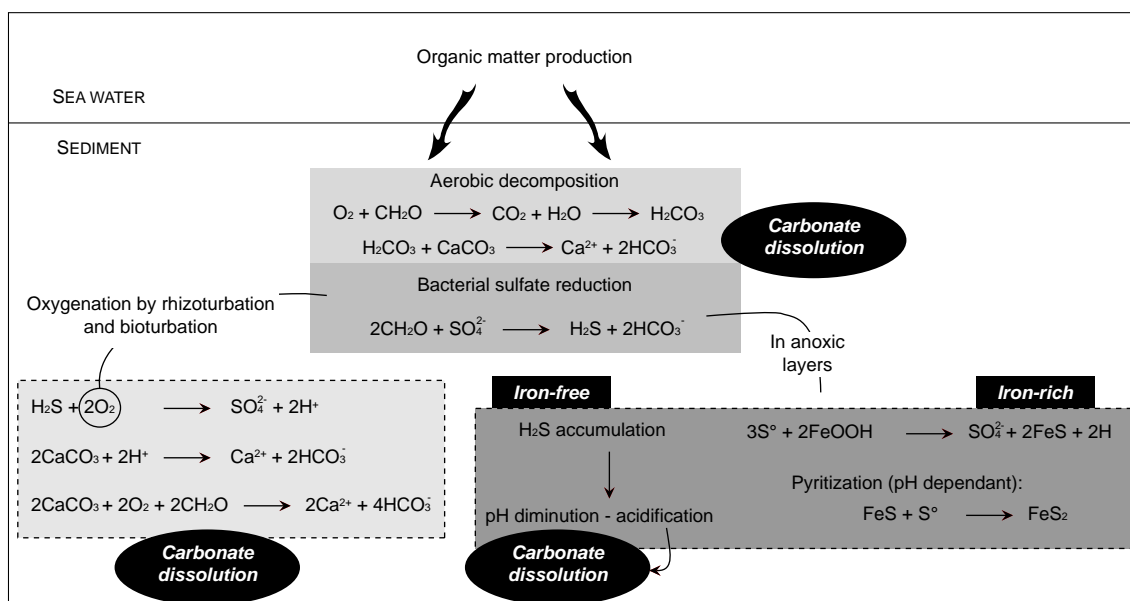 Organic matter production
SEA WATER
SEDIMENT
Aerobic decomposition
O₂ + CH₂O → CO₂ + H₂O → H₂CO₃
H₂CO₃ + CaCO₃ → Ca²⁺ + 2HCO₃⁻
Carbonate
dissolution
Bacterial sulfate reduction
2CH₂O + SO₄²⁻ → H₂S + 2HCO₃⁻
Oxygenation by rhizoturbation
and bioturbation
H₂S + 2O₂ → SO₄²⁻ + 2H⁺
2CaCO₃ + 2H⁺ → Ca²⁺ + 2HCO₃⁻
2CaCO₃ + 2O₂ + 2CH₂O → 2Ca²⁺ + 4HCO₃⁻
Carbonate
dissolution
In anoxic
layers
Iron-free
H₂S accumulation
pH diminution - acidification
Carbonate
dissolution
Iron-rich
3S° + 2FeOOH → SO₄²⁻ + 2FeS + 2H
Pyritization (pH dependant):
FeS + S° → FeS₂